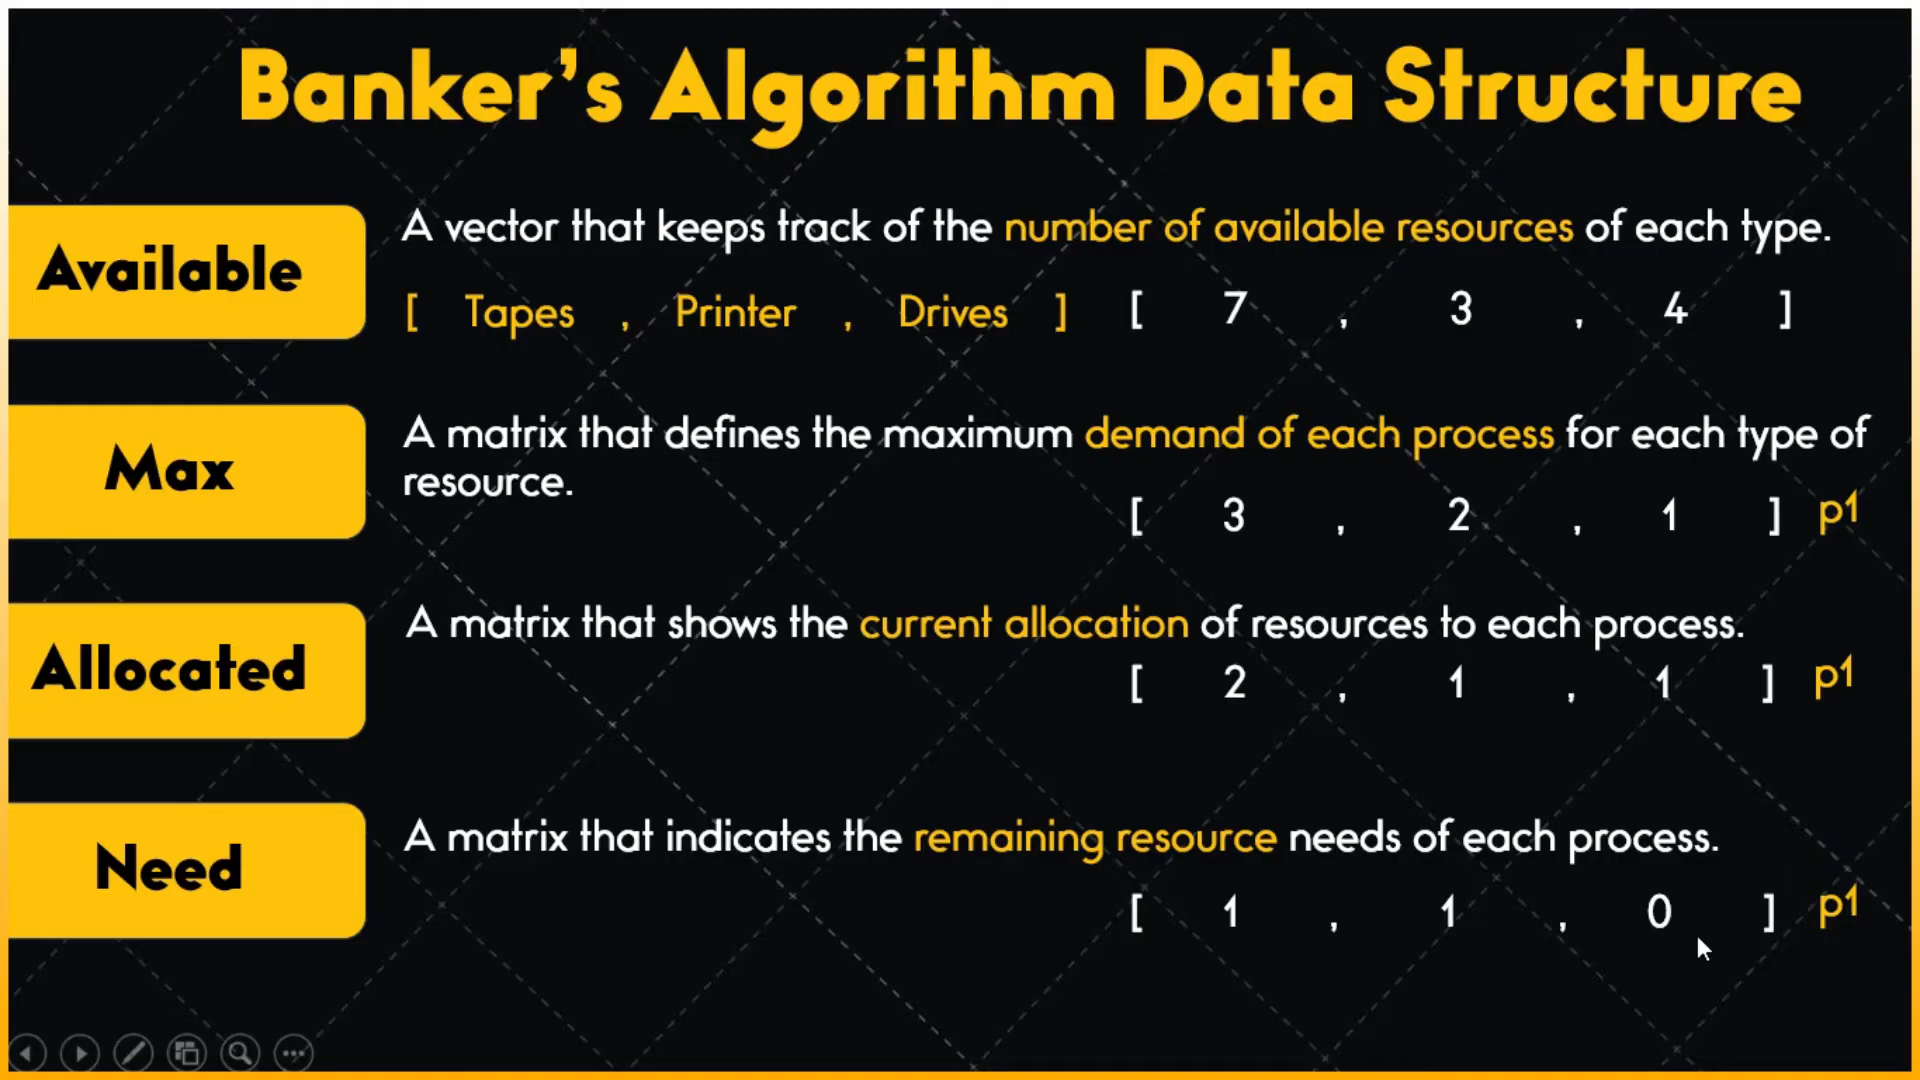 Banker's Algorithm Data Structure
Available
A vector that keeps track of the number of available resources of each type.
[ Tapes , Printer , Drives ] [ 7 , 3 , 4 ]
Max
A matrix that defines the maximum demand of each process for each type of
resource.
[ 3 , 2 , 1 ] p1
Allocated
A matrix that shows the current allocation of resources to each process.
[ 2 , 1 , 1 ] p1
Need
A matrix that indicates the remaining resource needs of each process.
[ 1 , 1 , 0 ] p1